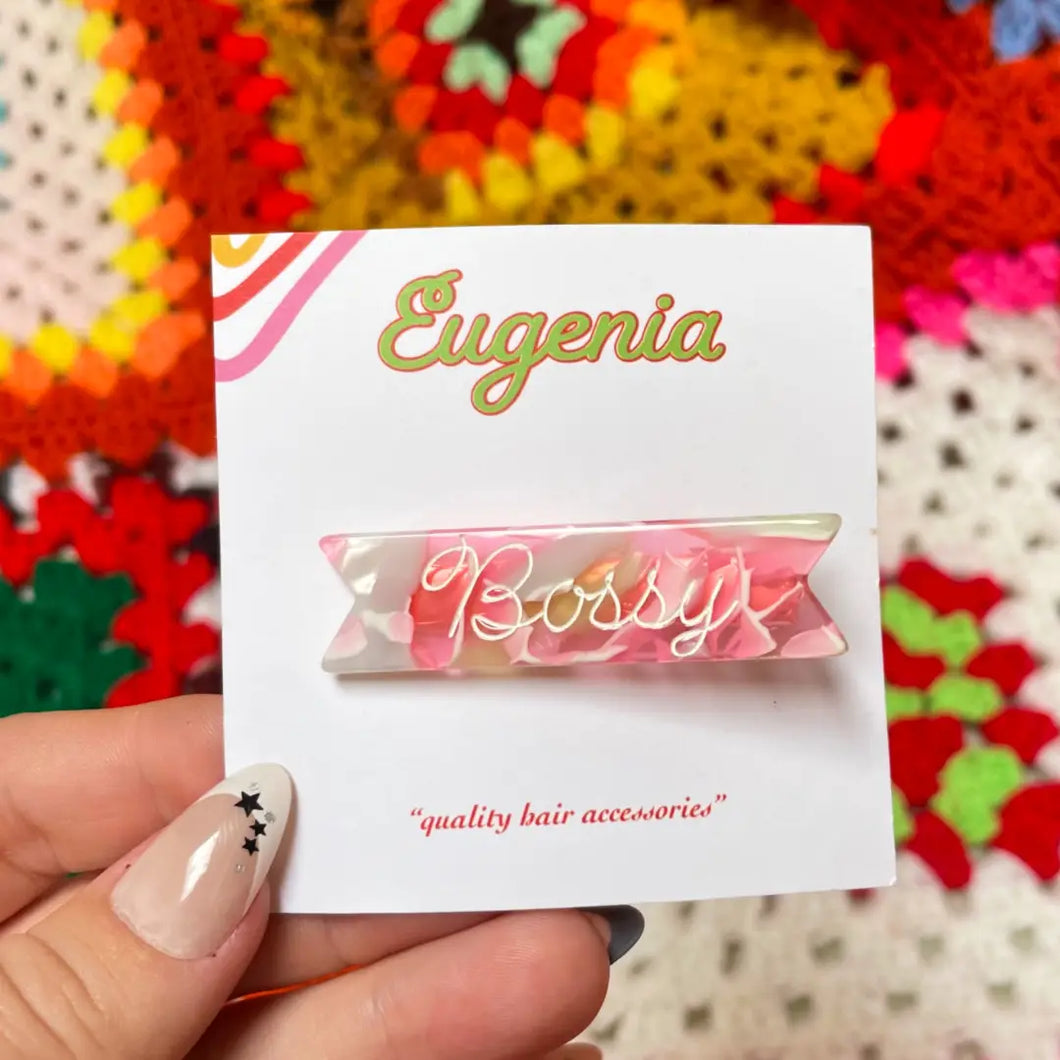 Eugenia
Bossy
“quality hair accessories”